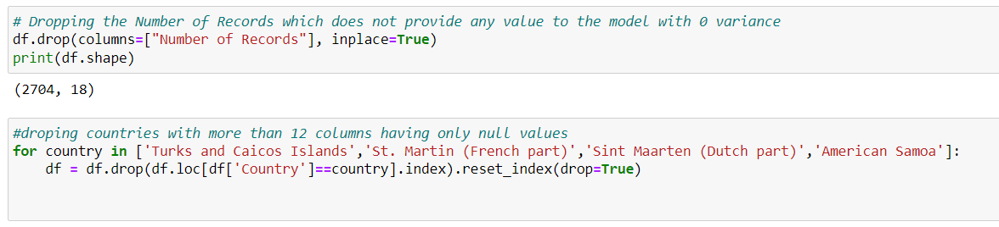 # Dropping the Number of Records which does not provide any value to the model with 0 variance
df.drop(columns=["Number of Records"], inplace=True)
print(df.shape)
(2704, 18)
#droping countries with more than 12 columns having only null values
for country in ['Turks and Caicos Islands','St. Martin (French part)','Sint Maarten (Dutch part)','American Samoa']:
    df = df.drop(df.loc[df['Country']==country].index).reset_index(drop=True)